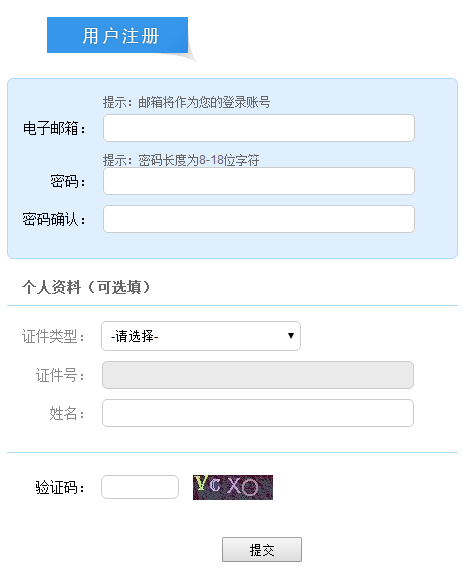 用户注册
提示：邮箱将作为您的登录账号
电子邮箱：
提示：密码长度为8-18位字符
密码：
密码确认：
个人资料（可选填）
证件类型： -请选择-
证件号：
姓名：
验证码： VCXO
提交